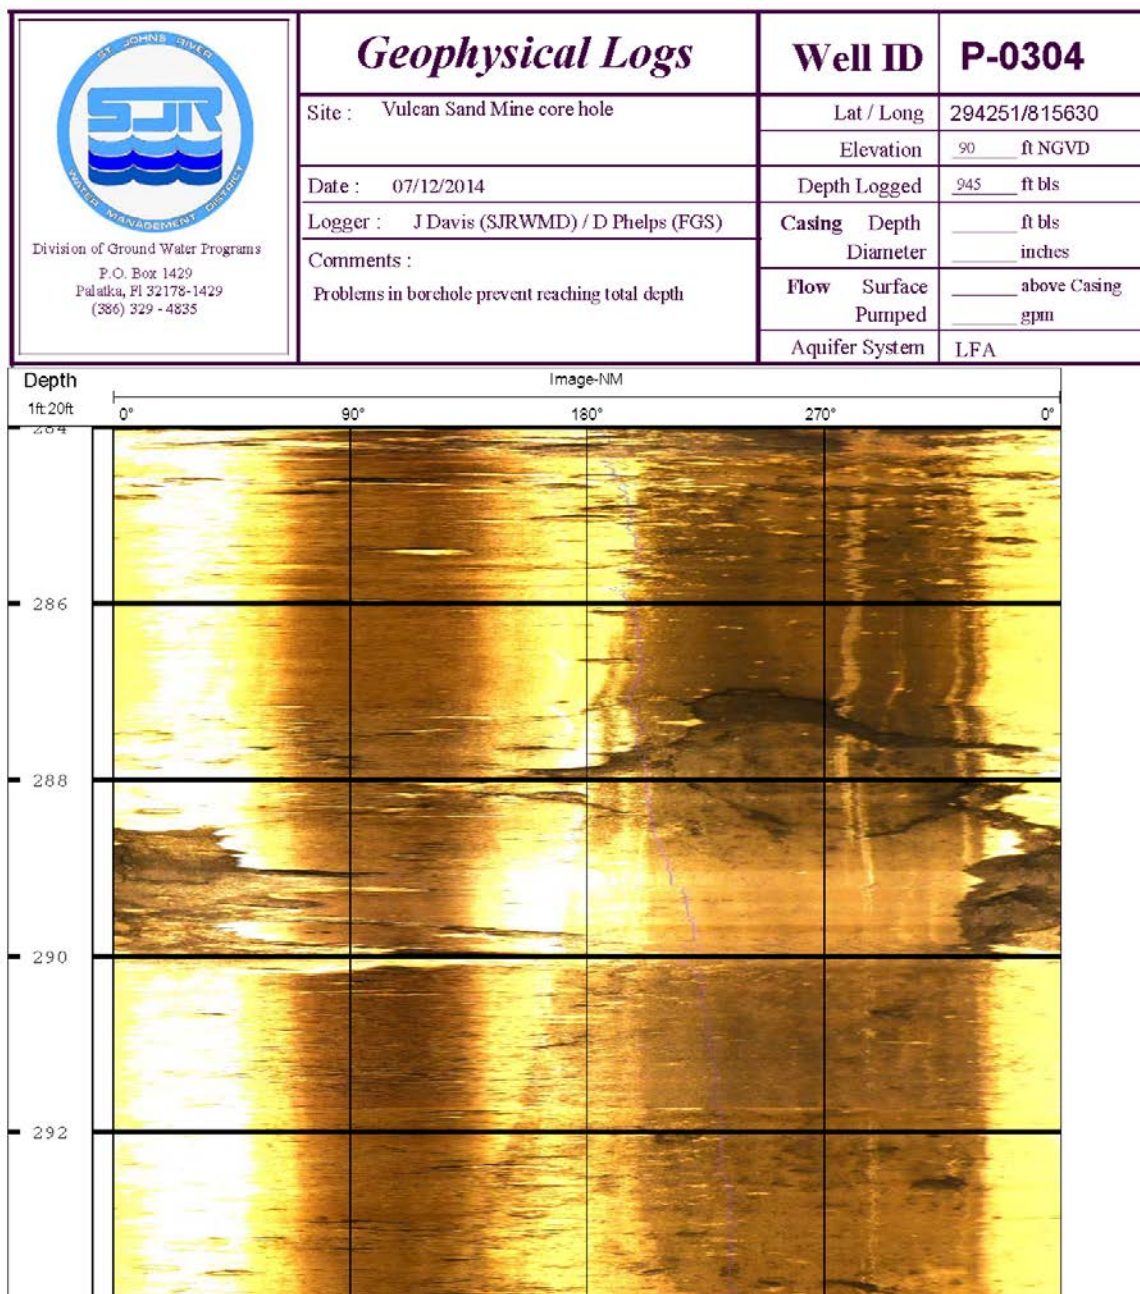 ST. JOHNS RIVER
SJR
WATER MANAGEMENT DISTRICT
Division of Ground Water Programs
P.O. Box 1429
Palatka, Fl 32178-1429
(386) 329 - 4835
Geophysical Logs
Site : Vulcan Sand Mine core hole
Date : 07/12/2014
Logger : J Davis (SJRWMD) / D Phelps (FGS)
Comments :
Problems in borehole prevent reaching total depth
Well ID P-0304
Lat / Long 294251/815630
Elevation 90 ft NGVD
Depth Logged 945 ft bls
Casing Depth ft bls
Diameter inches
Flow Surface above Casing
Pumped gpm
Aquifer System LFA
Depth Image-NM
1ft:20ft 0° 90° 180° 270° 0°
284
286
288
290
292